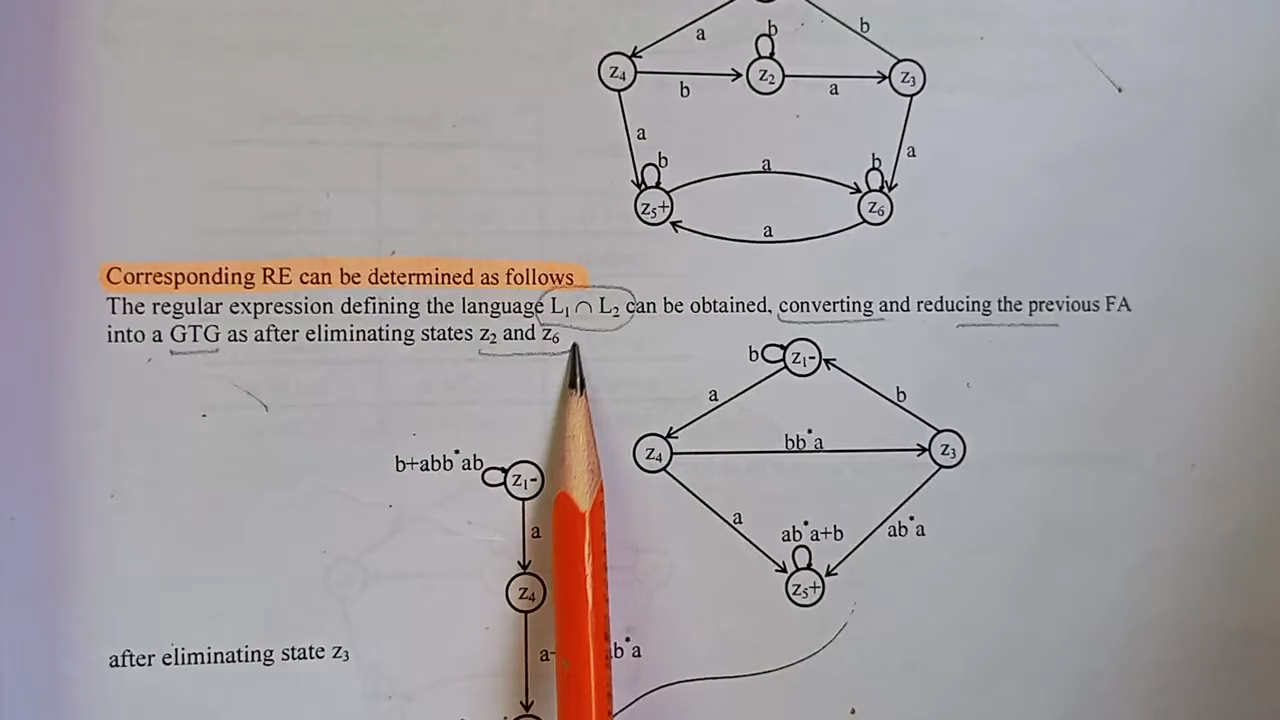 a b b
z4 z2 z3
b a
a a
b a b
z5+ z6
a
Corresponding RE can be determined as follows
The regular expression defining the language L1 ∩ L2 can be obtained, converting and reducing the previous FA
into a GTG as after eliminating states z2 and z6
b z1-
a b
bb*a
z4 z3
b+abb*ab z1-
a ab*a+b ab*a
a
z5+
z4
after eliminating state z3